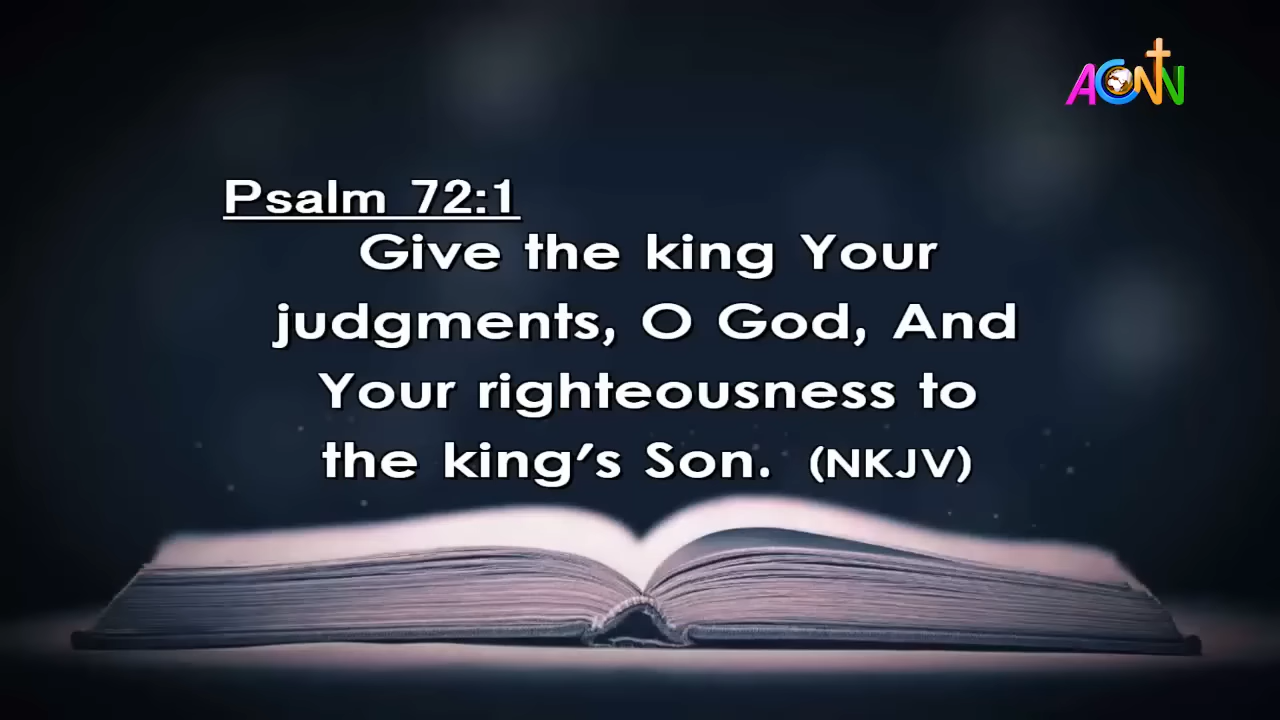 ACNN
Psalm 72:1
Give the king Your
judgments, O God, And
Your righteousness to
the king's Son. (NKJV)